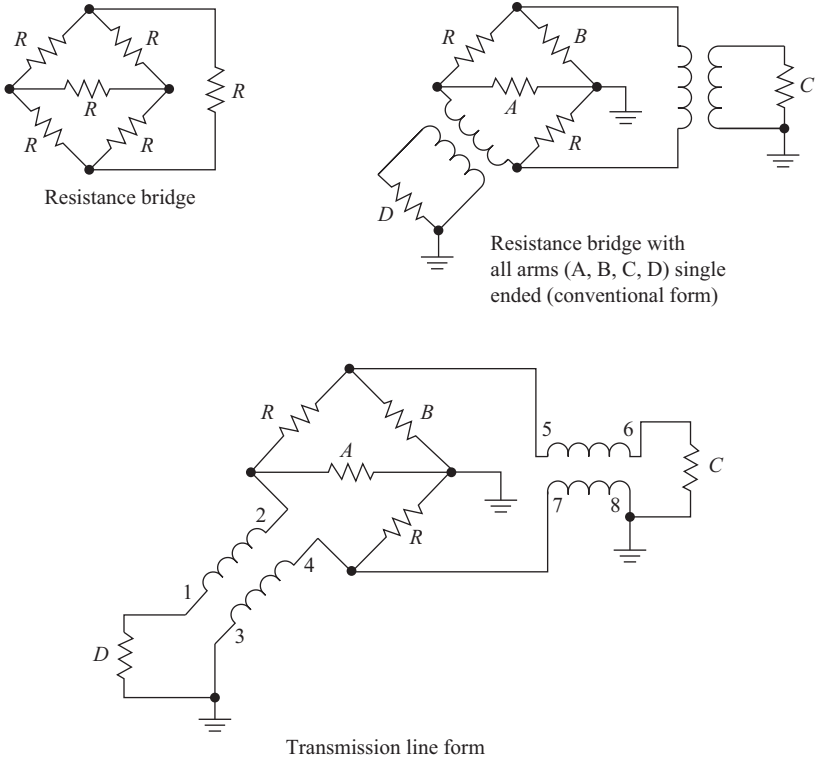 R
R
R
R
R
R
Resistance bridge
R
B
A
R
C
D
Resistance bridge with
all arms (A, B, C, D) single
ended (conventional form)
R
B
A
R
5
6
7
8
C
2
4
1
3
D
Transmission line form